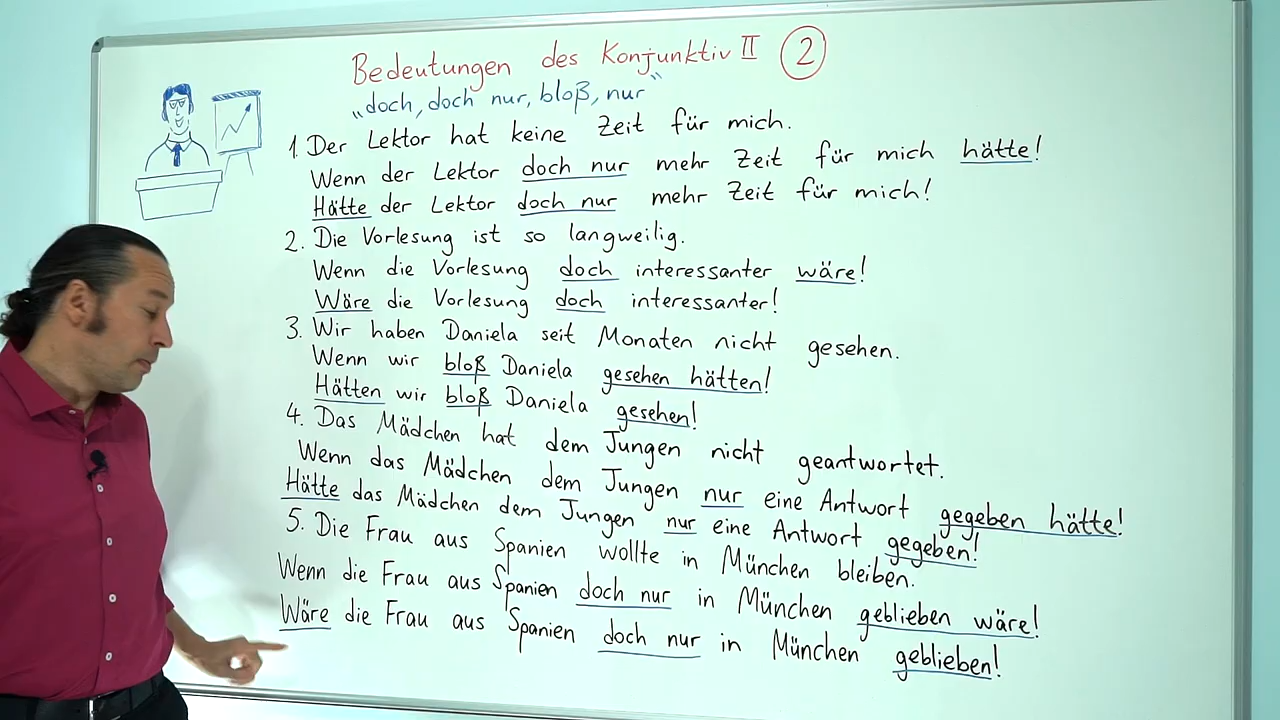 Bedeutungen des Konjunktiv II 2
„doch, doch nur, bloß, nur"
1. Der Lektor hat keine Zeit für mich.
Wenn der Lektor doch nur mehr Zeit für mich hätte!
Hätte der Lektor doch nur mehr Zeit für mich!
2. Die Vorlesung ist so langweilig.
Wenn die Vorlesung doch interessanter wäre!
Wäre die Vorlesung doch interessanter!
3. Wir haben Daniela seit Monaten nicht gesehen.
Wenn wir bloß Daniela gesehen hätten!
Hätten wir bloß Daniela gesehen!
4. Das Mädchen hat dem Jungen nicht geantwortet.
Wenn das Mädchen dem Jungen nur eine Antwort gegeben hätte!
Hätte das Mädchen dem Jungen nur eine Antwort gegeben!
5. Die Frau aus Spanien wollte in München bleiben.
Wenn die Frau aus Spanien doch nur in München geblieben wäre!
Wäre die Frau aus Spanien doch nur in München geblieben!